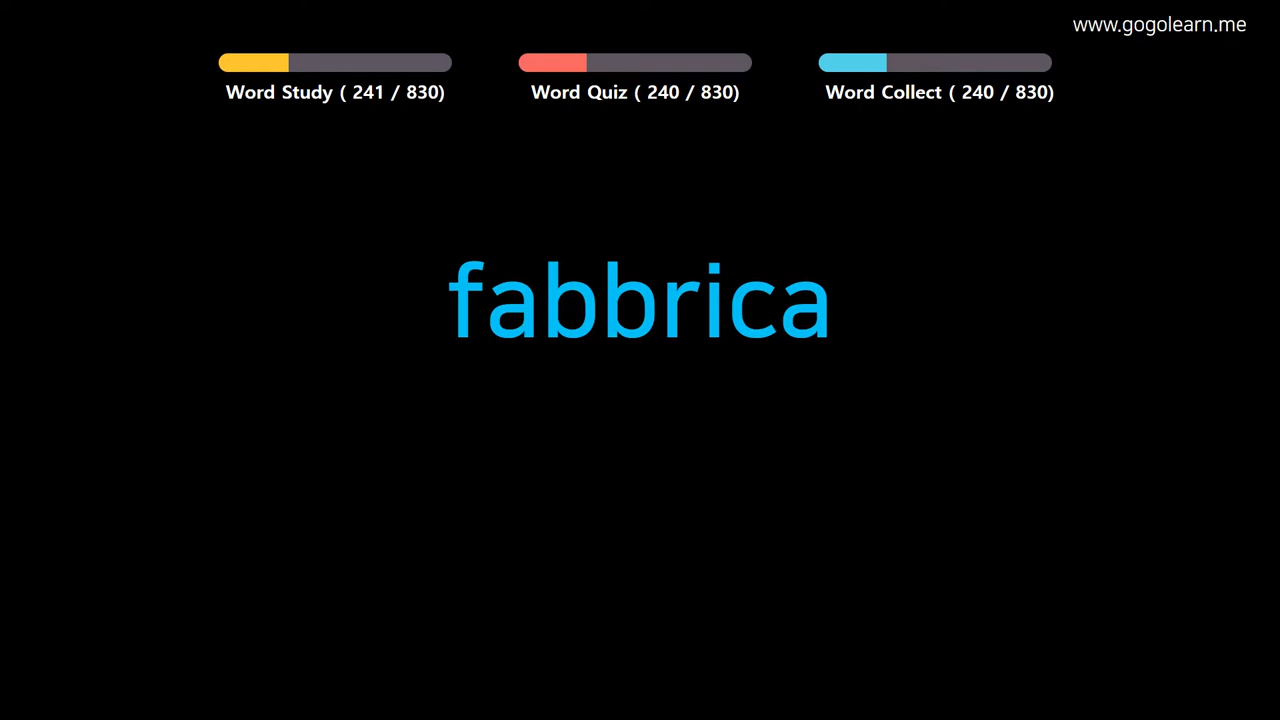 www.gogolearn.me
Word Study ( 241 / 830)
Word Quiz ( 240 / 830)
Word Collect ( 240 / 830)
fabbrica